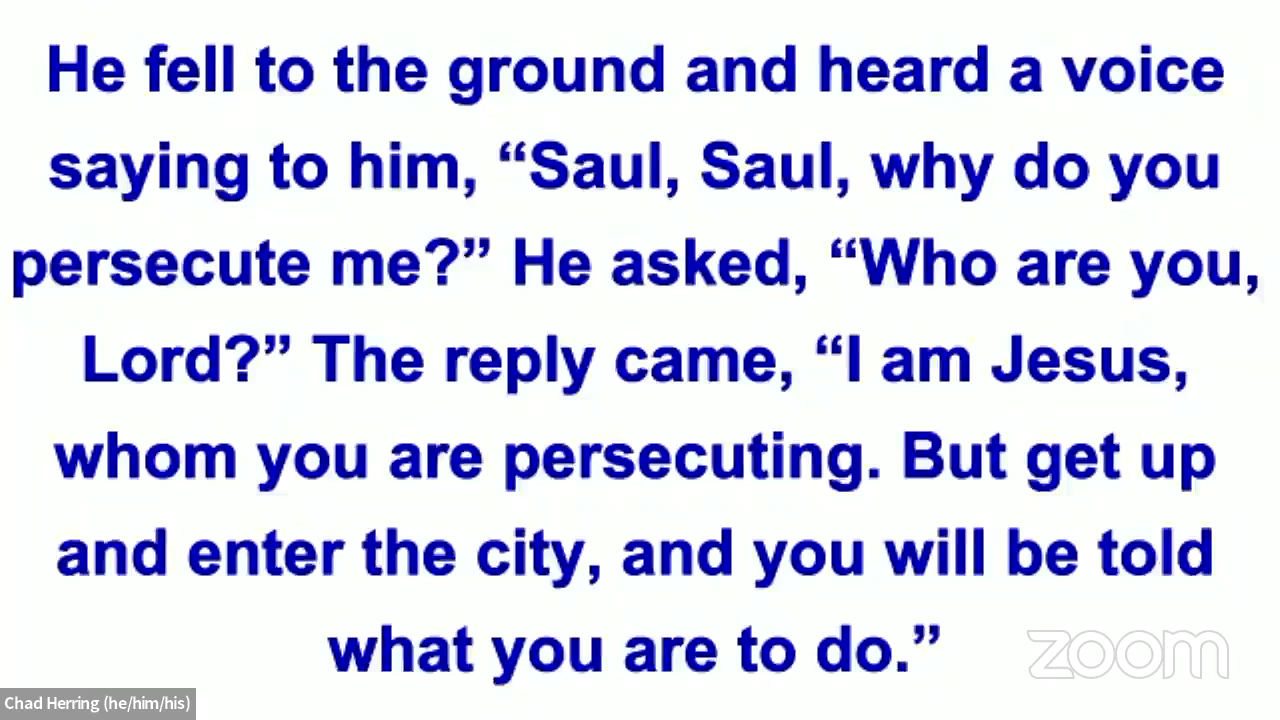 He fell to the ground and heard a voice
saying to him, “Saul, Saul, why do you
persecute me?” He asked, “Who are you,
Lord?” The reply came, “I am Jesus,
whom you are persecuting. But get up
and enter the city, and you will be told
what you are to do.”
zoom
Chad Herring (he/him/his)